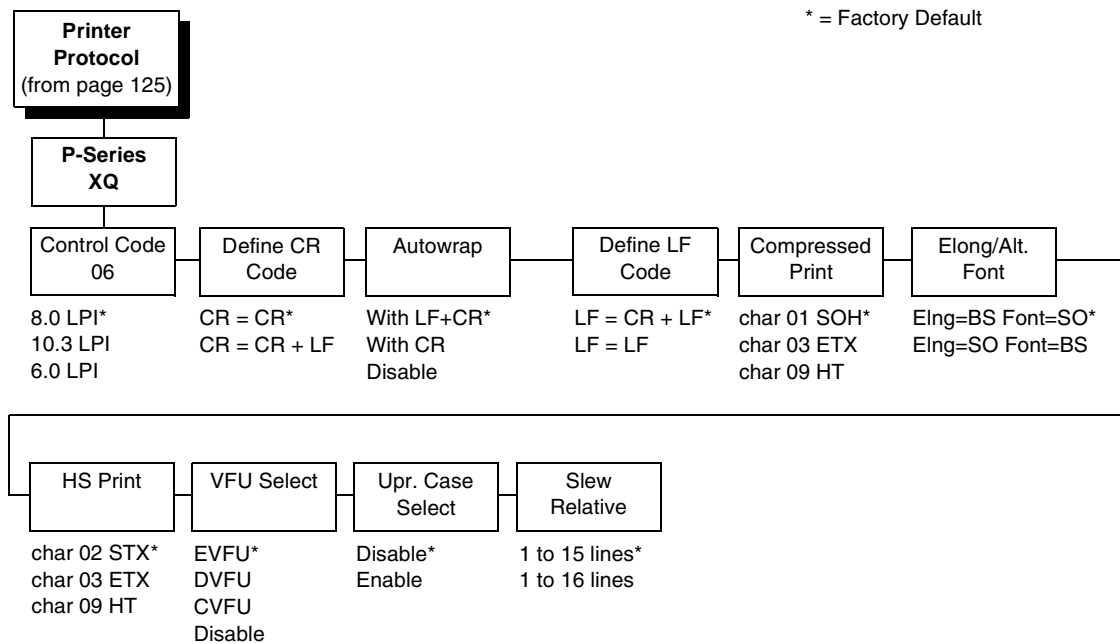 * = Factory Default
Printer
Protocol
(from page 125)
P-Series
XQ
Control Code
06
8.0 LPI*
10.3 LPI
6.0 LPI
Define CR
Code
CR = CR*
CR = CR + LF
Autowrap
With LF+CR*
With CR
Disable
Define LF
Code
LF = CR + LF*
LF = LF
Compressed
Print
char 01 SOH*
char 03 ETX
char 09 HT
Elong/Alt.
Font
Elng=BS Font=SO*
Elng=SO Font=BS
HS Print
char 02 STX*
char 03 ETX
char 09 HT
VFU Select
EVFU*
DVFU
CVFU
Disable
Upr. Case
Select
Disable*
Enable
Slew
Relative
1 to 15 lines*
1 to 16 lines